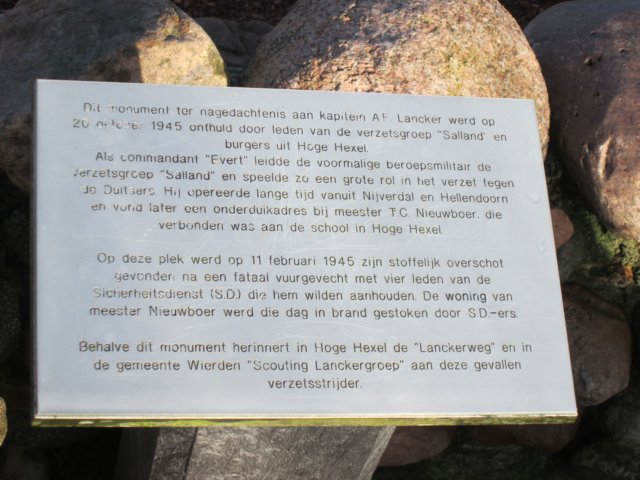 Dit monument ter nagedachtenis aan kapitein A.F. Lancker werd op
20 oktober 1945 onthuld door leden van de verzetsgroep "Salland" en
burgers uit Hoge Hexel.
Als commandant "Evert" leidde de voormalige beroepsmilitair de
verzetsgroep "Salland" en speelde zo een grote rol in het verzet tegen
de Duitsers. Hij opereerde lange tijd vanuit Nijverdal en Hellendoorn
en vond later een onderduikadres bij meester T.C. Nieuwboer, die
verbonden was aan de school in Hoge Hexel.
Op deze plek werd op 11 februari 1945 zijn stoffelijk overschot
gevonden na een fataal vuurgevecht met vier leden van de
Sicherheitsdienst (S.D.) die hem wilden aanhouden. De woning van
meester Nieuwboer werd die dag in brand gestoken door S.D.-ers.
Behalve dit monument herinnert in Hoge Hexel de "Lanckerweg" en in
de gemeente Wierden "Scouting Lanckergroep" aan deze gevallen
verzetsstrijder.